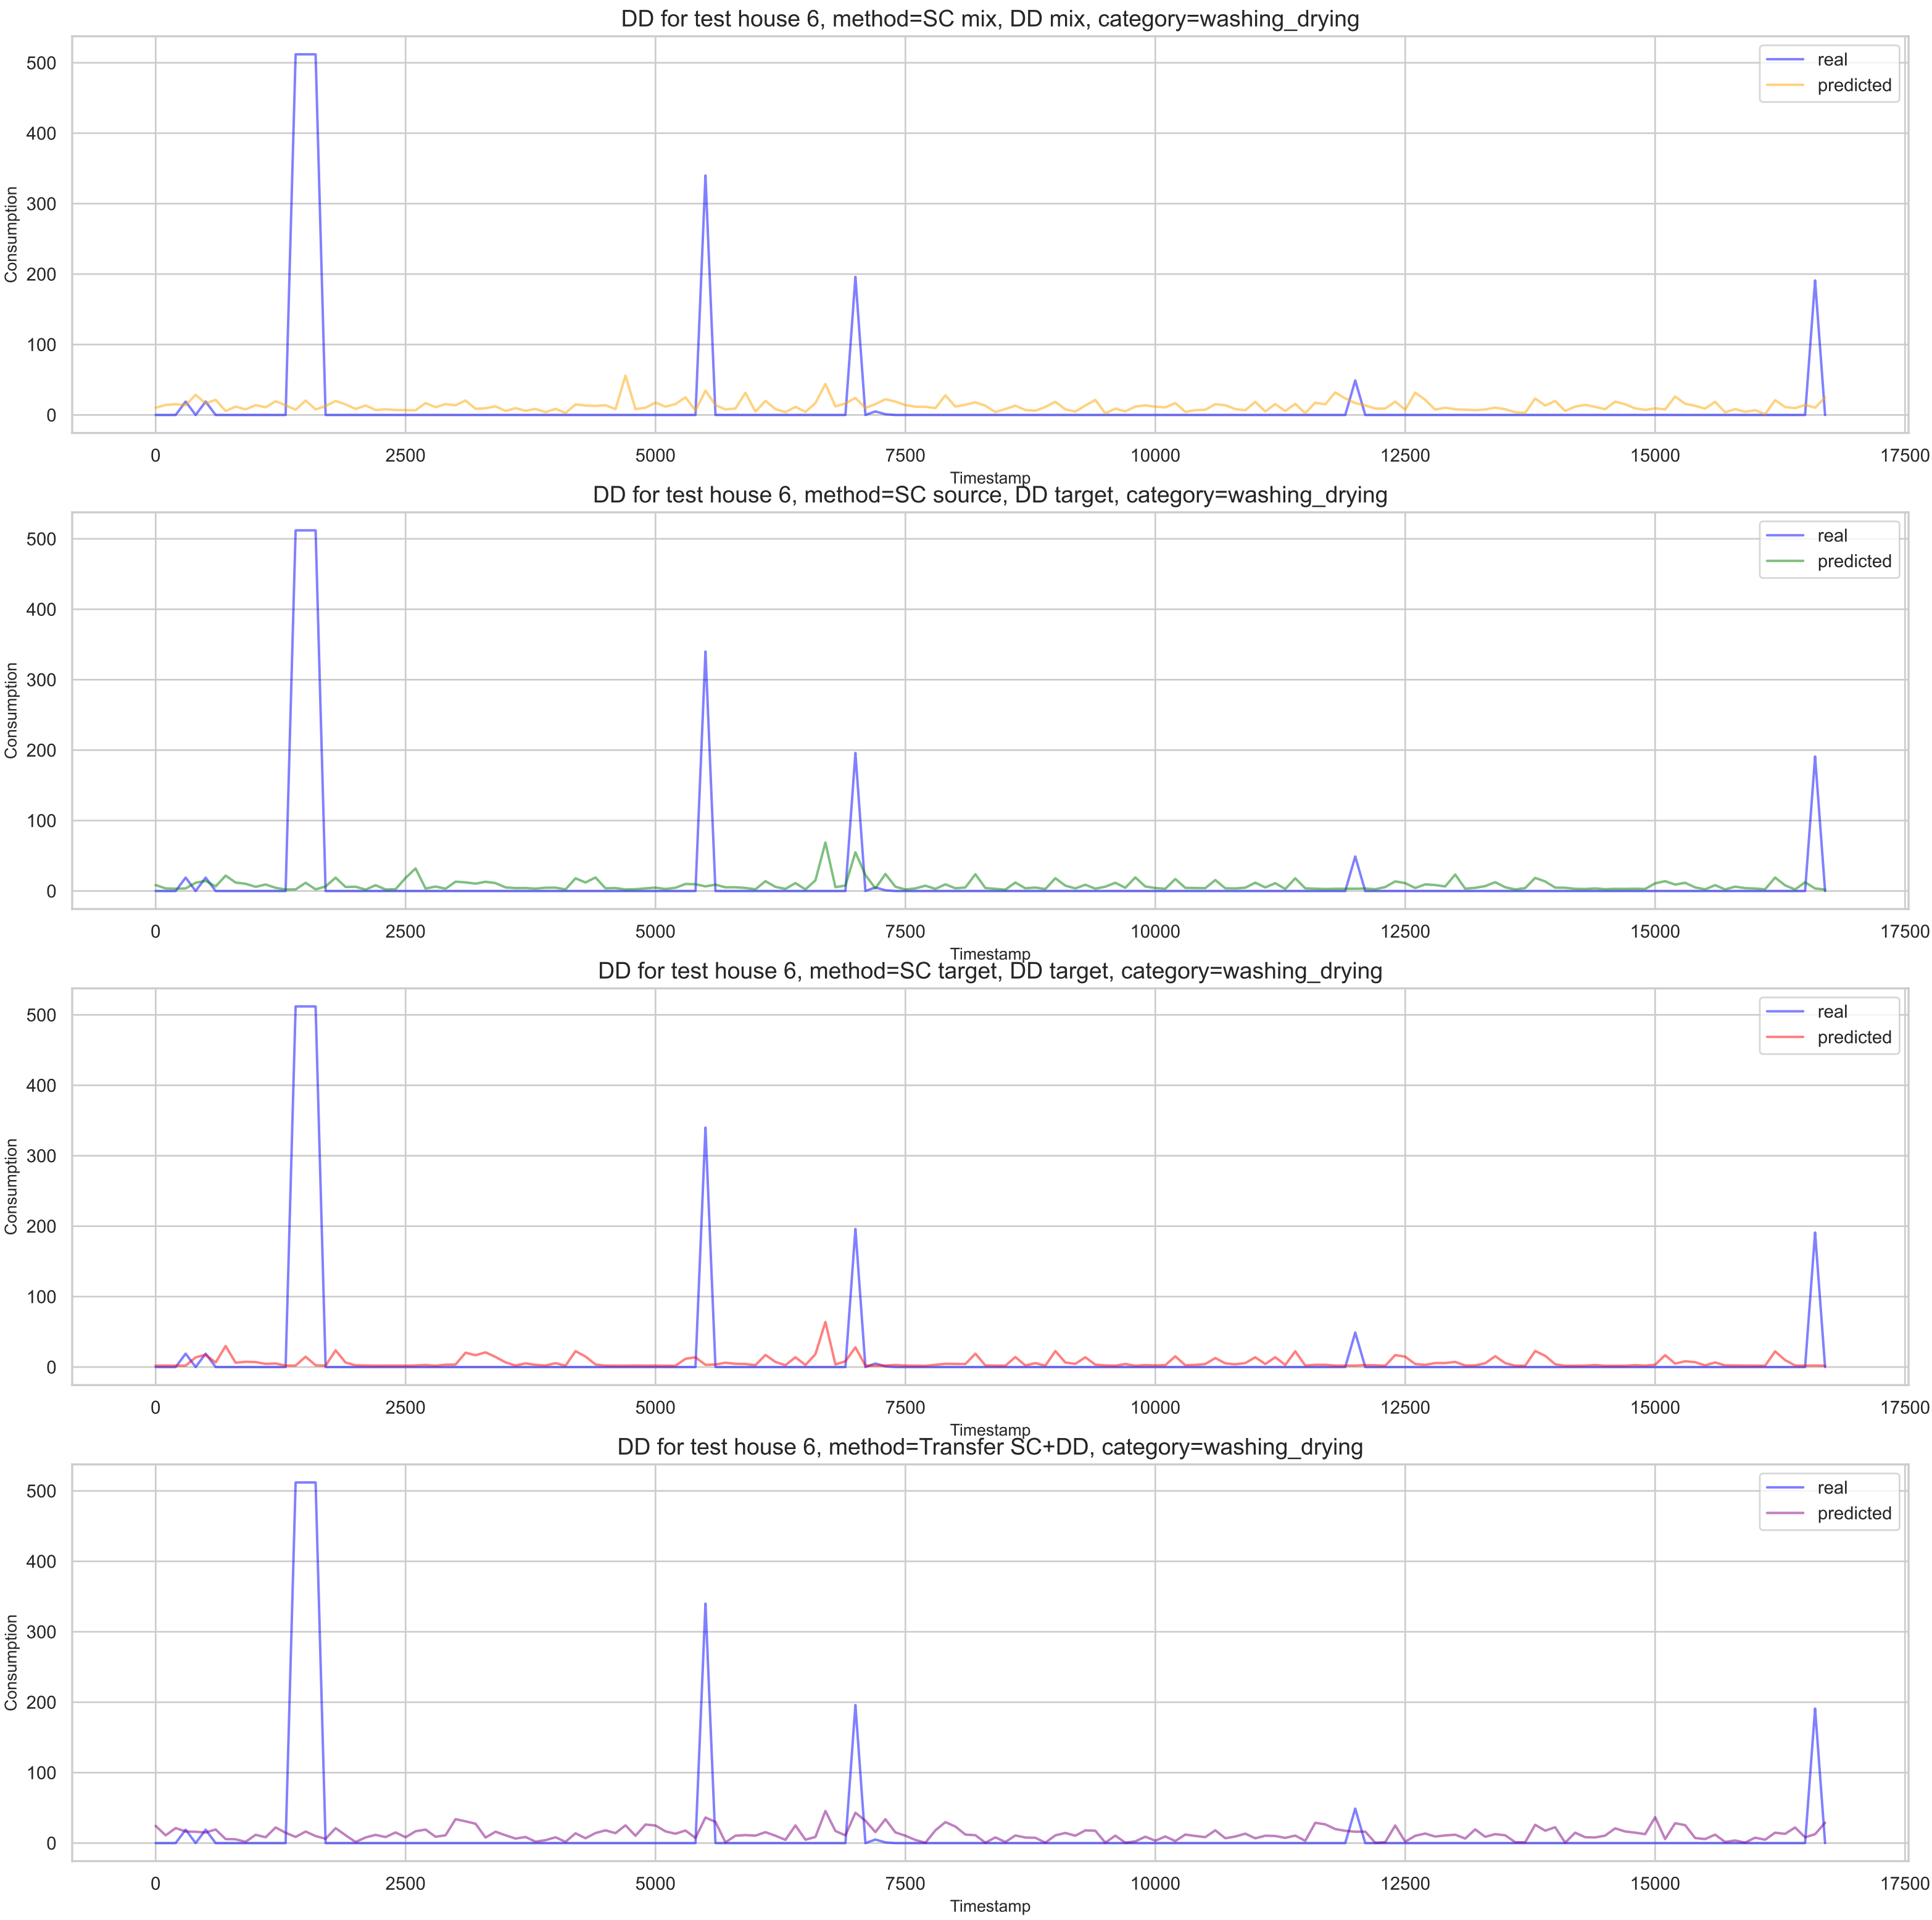 DD for test house 6, method=SC mix, DD mix, category=washing_drying
500
400
300
200
100
0
Consumption
real
predicted
0 2500 5000 7500 10000 12500 15000 17500
Timestamp
DD for test house 6, method=SC source, DD target, category=washing_drying
500
400
300
200
100
0
Consumption
real
predicted
0 2500 5000 7500 10000 12500 15000 17500
Timestamp
DD for test house 6, method=SC target, DD target, category=washing_drying
500
400
300
200
100
0
Consumption
real
predicted
0 2500 5000 7500 10000 12500 15000 17500
Timestamp
DD for test house 6, method=Transfer SC+DD, category=washing_drying
500
400
300
200
100
0
Consumption
real
predicted
0 2500 5000 7500 10000 12500 15000 17500
Timestamp